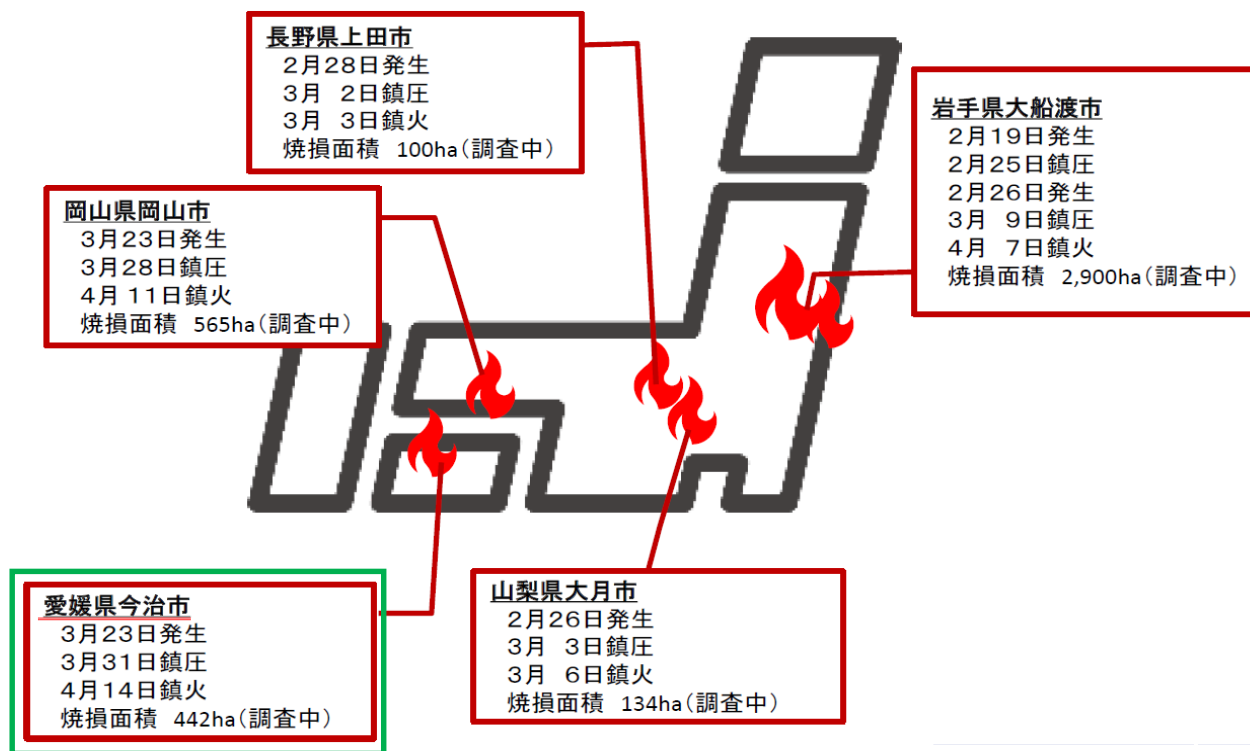 長野県上田市
2月28日発生
3月 2日鎮圧
3月 3日鎮火
焼損面積 100ha(調査中)
岩手県大船渡市
2月19日発生
2月25日鎮圧
2月26日発生
3月 9日鎮圧
4月 7日鎮火
焼損面積 2,900ha(調査中)
岡山県岡山市
3月23日発生
3月28日鎮圧
4月11日鎮火
焼損面積 565ha(調査中)
愛媛県今治市
3月23日発生
3月31日鎮圧
4月14日鎮火
焼損面積 442ha(調査中)
山梨県大月市
2月26日発生
3月 3日鎮圧
3月 6日鎮火
焼損面積 134ha(調査中)